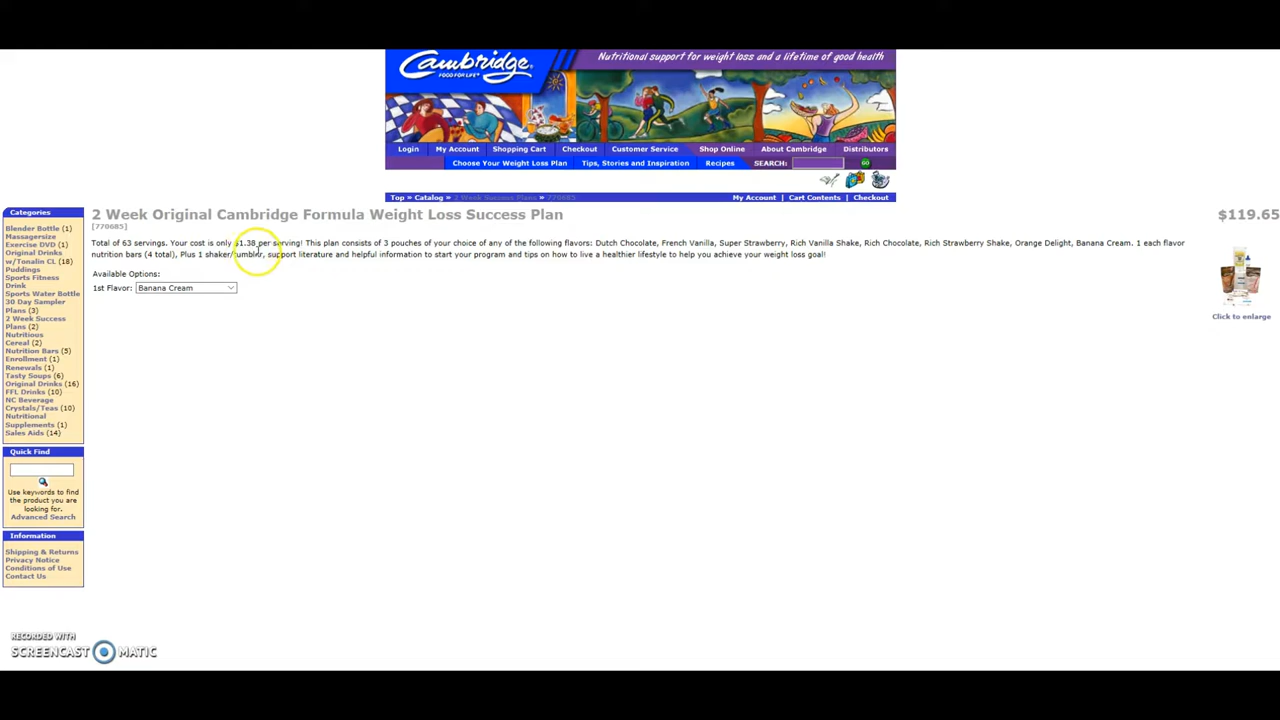 Cambridge
FOOD FOR LIFE
Nutritional support for weight loss and a lifetime of good health
Login My Account Shopping Cart Checkout Customer Service Shop Online About Cambridge Distributors
Choose Your Weight Loss Plan Tips, Stories and Inspiration Recipes SEARCH: GO
Top » Catalog » 2 Week Success Plans » 770685 My Account | Cart Contents | Checkout
Categories
Blender Bottle (1)
Massagersize
Exercise DVD (1)
Original Drinks
w/Tonalin CL (18)
Puddings
Sports Fitness
Drink
Sports Water Bottle
30 Day Sampler
Plans (3)
2 Week Success
Plans (2)
Nutritious
Cereal (2)
Nutrition Bars (5)
Enrollment (1)
Renewals (1)
Tasty Soups (6)
Original Drinks (16)
FFL Drinks (10)
NC Beverage
Crystals/Teas (10)
Nutritional
Supplements (1)
Sales Aids (14)
Quick Find
Use keywords to find
the product you are
looking for.
Advanced Search
Information
Shipping & Returns
Privacy Notice
Conditions of Use
Contact Us
2 Week Original Cambridge Formula Weight Loss Success Plan $119.65
[770685]
Total of 63 servings. Your cost is only $1.38 per serving! This plan consists of 3 pouches of your choice of any of the following flavors: Dutch Chocolate, French Vanilla, Super Strawberry, Rich Vanilla Shake, Rich Chocolate, Rich Strawberry Shake, Orange Delight, Banana Cream. 1 each flavor
nutrition bars (4 total), Plus 1 shaker/tumbler, support literature and helpful information to start your program and tips on how to live a healthier lifestyle to help you achieve your weight loss goal!
Available Options:
1st Flavor: Banana Cream
Click to enlarge
RECORDED WITH
SCREENCAST MATIC